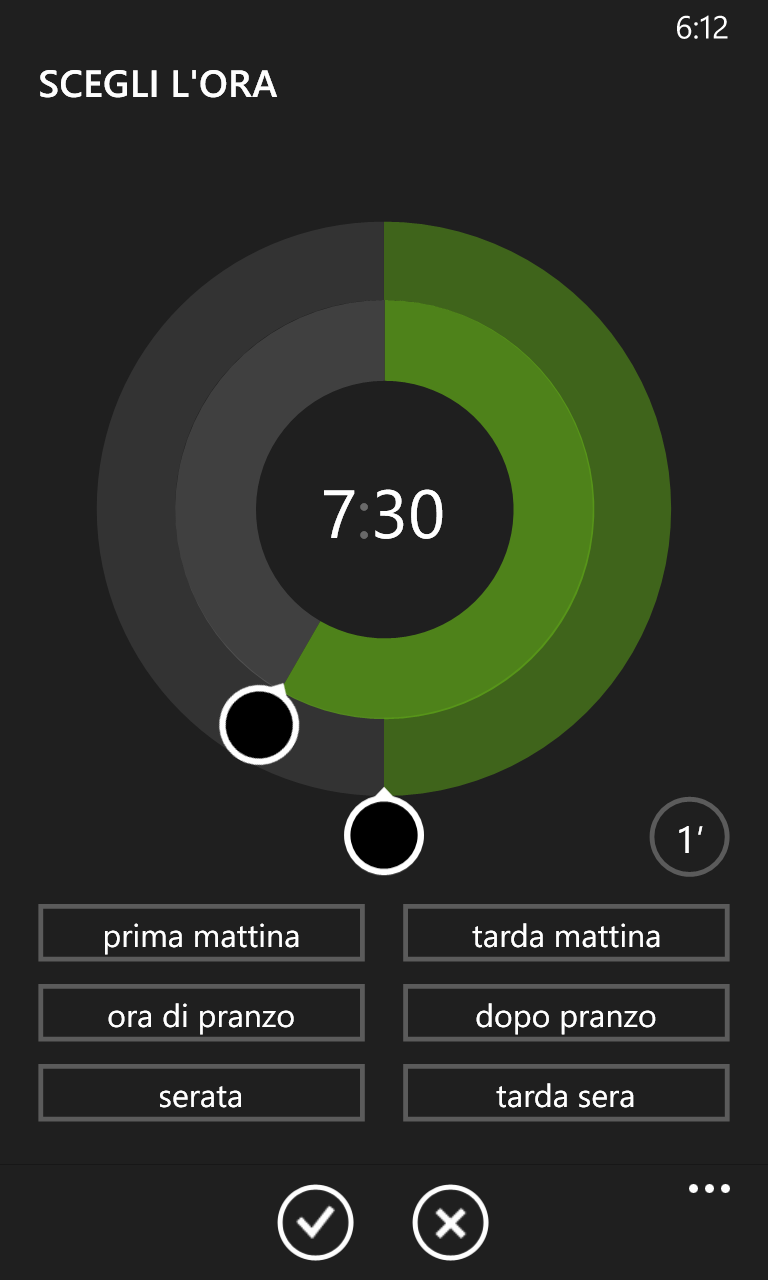 6:12
SCEGLI L'ORA
7:30
1′
prima mattina
tarda mattina
ora di pranzo
dopo pranzo
serata
tarda sera